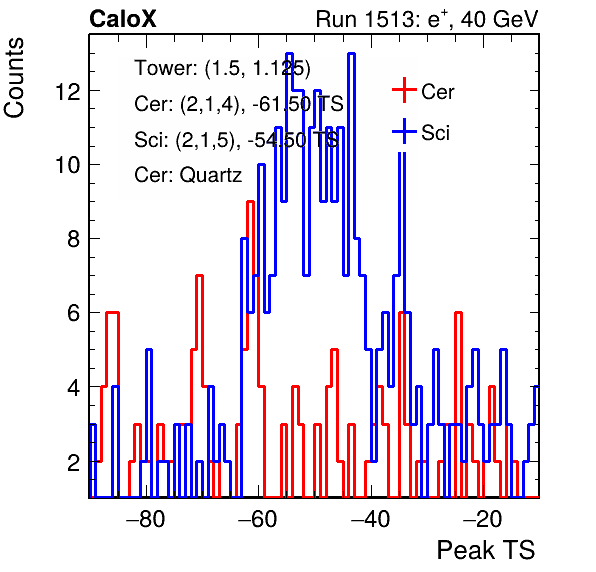 CaloX Run 1513: e+, 40 GeV
Counts
Tower: (1.5, 1.125)
Cer: (2,1,4), -61.50 TS
Sci: (2,1,5), -54.50 TS
Cer: Quartz
Cer
Sci
12
10
8
6
4
2
−80 −60 −40 −20
Peak TS